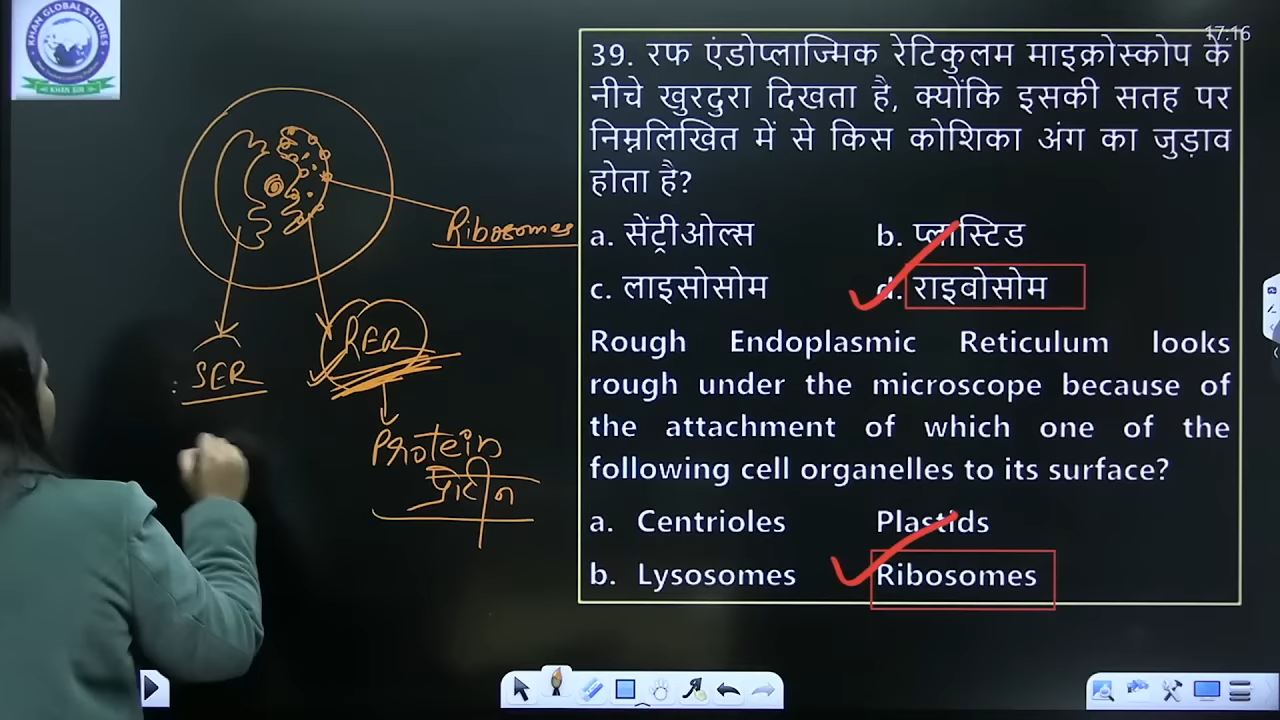 KHAN GLOBAL STUDIES
KHAN SIR
17:16
39. रफ एंडोप्लाज्मिक रेटिकुलम माइक्रोस्कोप के
नीचे खुरदुरा दिखता है, क्योंकि इसकी सतह पर
निम्नलिखित में से किस कोशिका अंग का जुड़ाव
होता है?
a. सेंट्रीओल्स b. प्लास्टिड
c. लाइसोसोम d. राइवोसोम
Rough Endoplasmic Reticulum looks
rough under the microscope because of
the attachment of which one of the
following cell organelles to its surface?
a. Centrioles Plastids
b. Lysosomes Ribosomes
Ribosomes
SER
RER
Protein
प्रोटीन